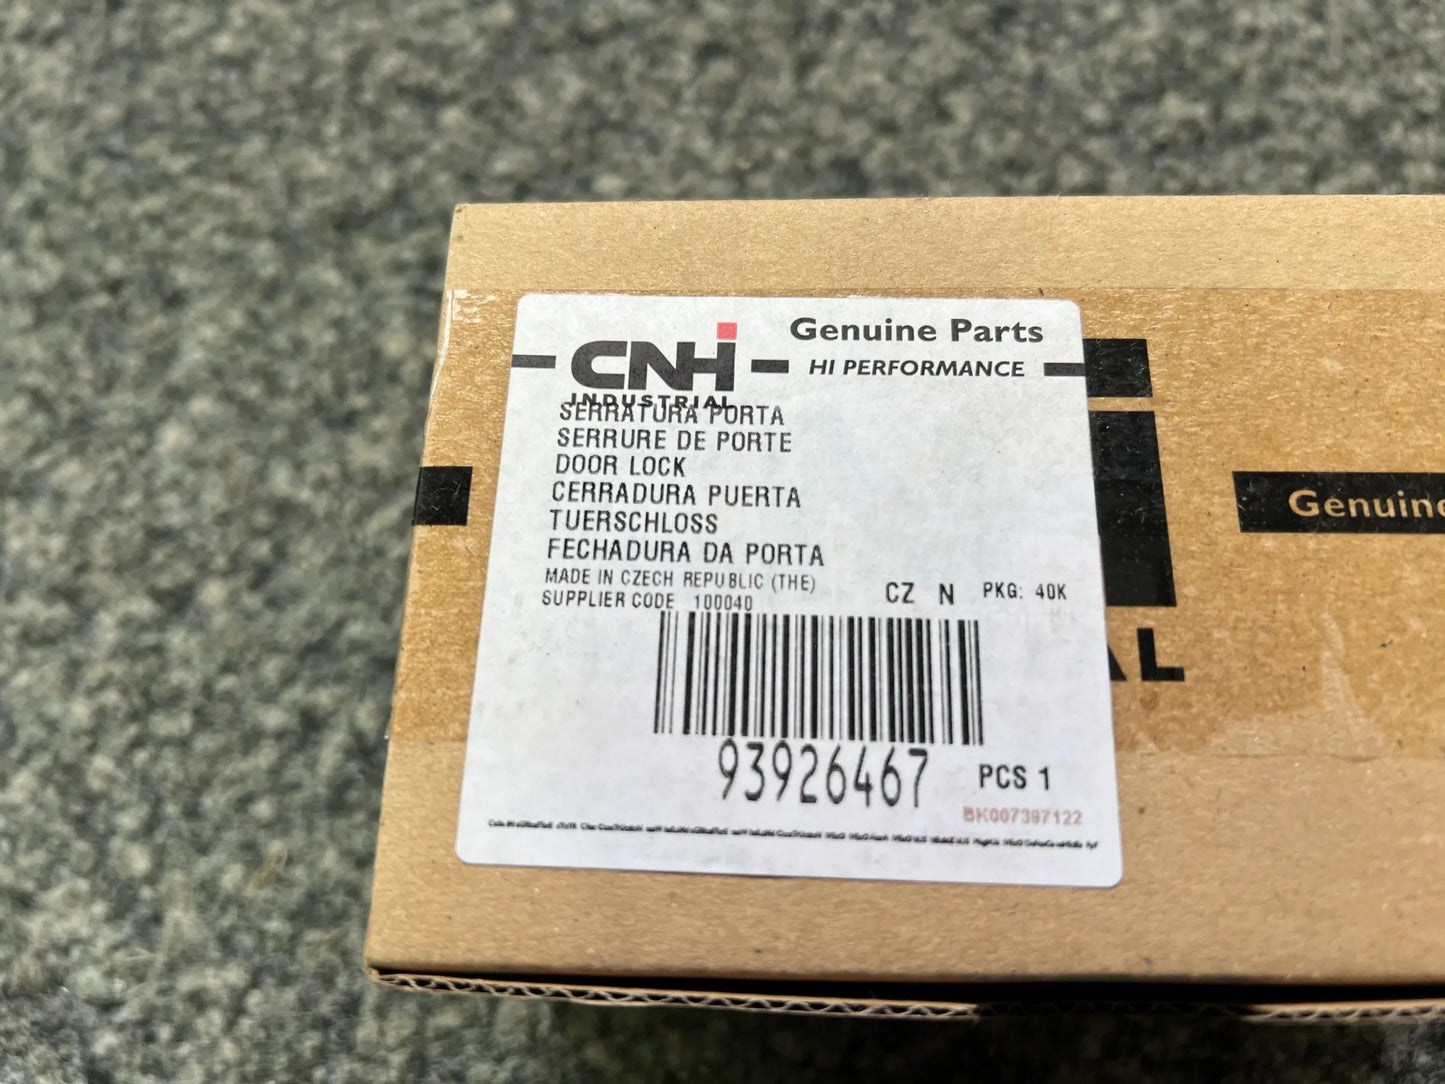 CNH
INDUSTRIAL
Genuine Parts
HI PERFORMANCE
SERRATURA PORTA
SERRURE DE PORTE
DOOR LOCK
CERRADURA PUERTA
TUERSCHLOSS
FECHADURA DA PORTA
MADE IN CZECH REPUBLIC (THE)
SUPPLIER CODE 100040
CZ N PKG: 40K
93926467
PCS 1
BK007397122
Genuine
AL